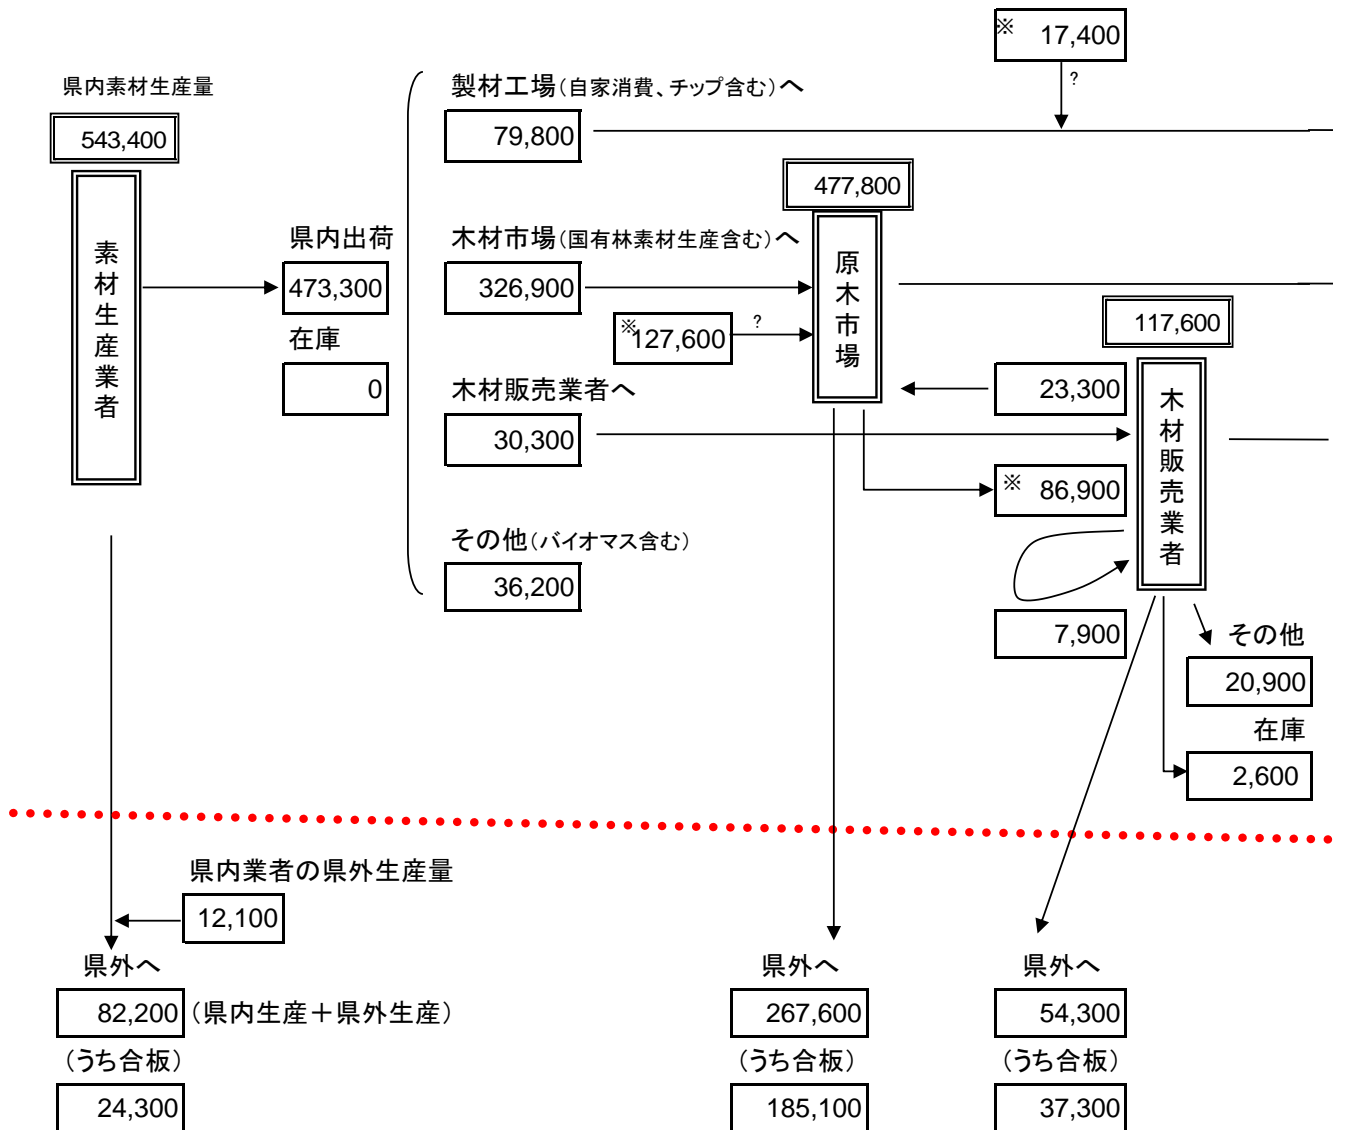 ※ 17,400
?
県内素材生産量
543,400
製材工場(自家消費、チップ含む)へ
79,800
477,800
素材生産業者
県内出荷
473,300
在庫
0
木材市場(国有林素材生産含む)へ
326,900
※127,600
?
原木市場
117,600
23,300
木材販売業者へ
30,300
※ 86,900
木材販売業者
その他(バイオマス含む)
36,200
7,900
その他
20,900
在庫
2,600
県内業者の県外生産量
12,100
県外へ
82,200 (県内生産+県外生産)
(うち合板)
24,300
県外へ
267,600
(うち合板)
185,100
県外へ
54,300
(うち合板)
37,300